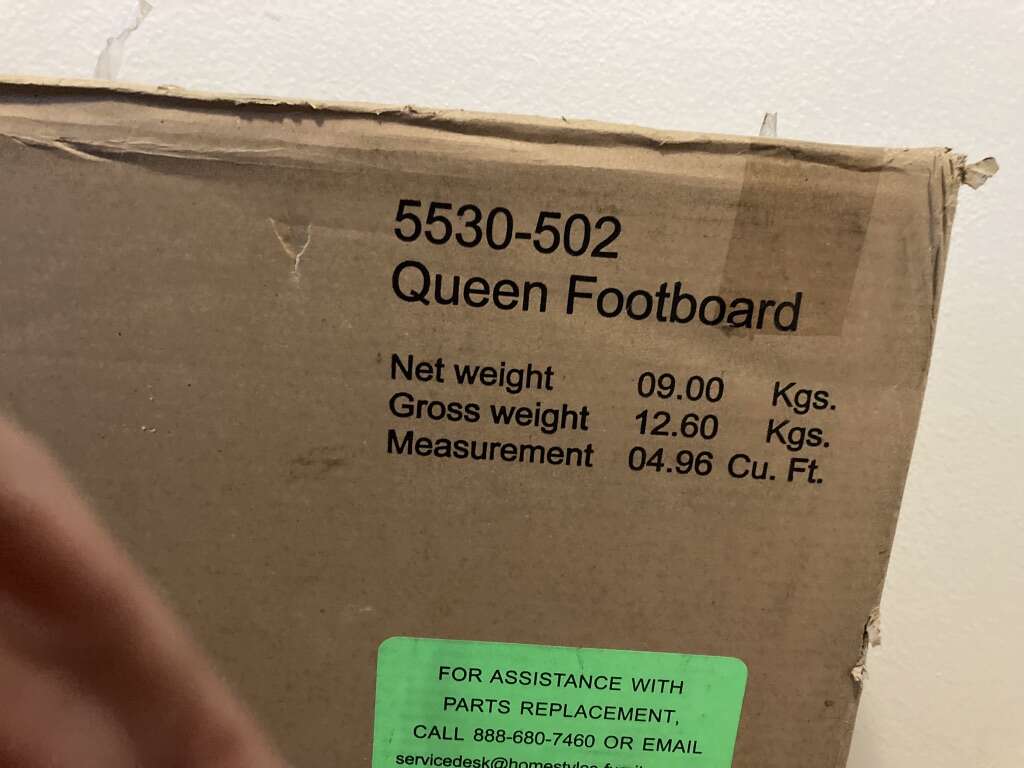 5530-502
Queen Footboard
Net weight 09.00 Kgs.
Gross weight 12.60 Kgs.
Measurement 04.96 Cu. Ft.
FOR ASSISTANCE WITH
PARTS REPLACEMENT,
CALL 888-680-7460 OR EMAIL